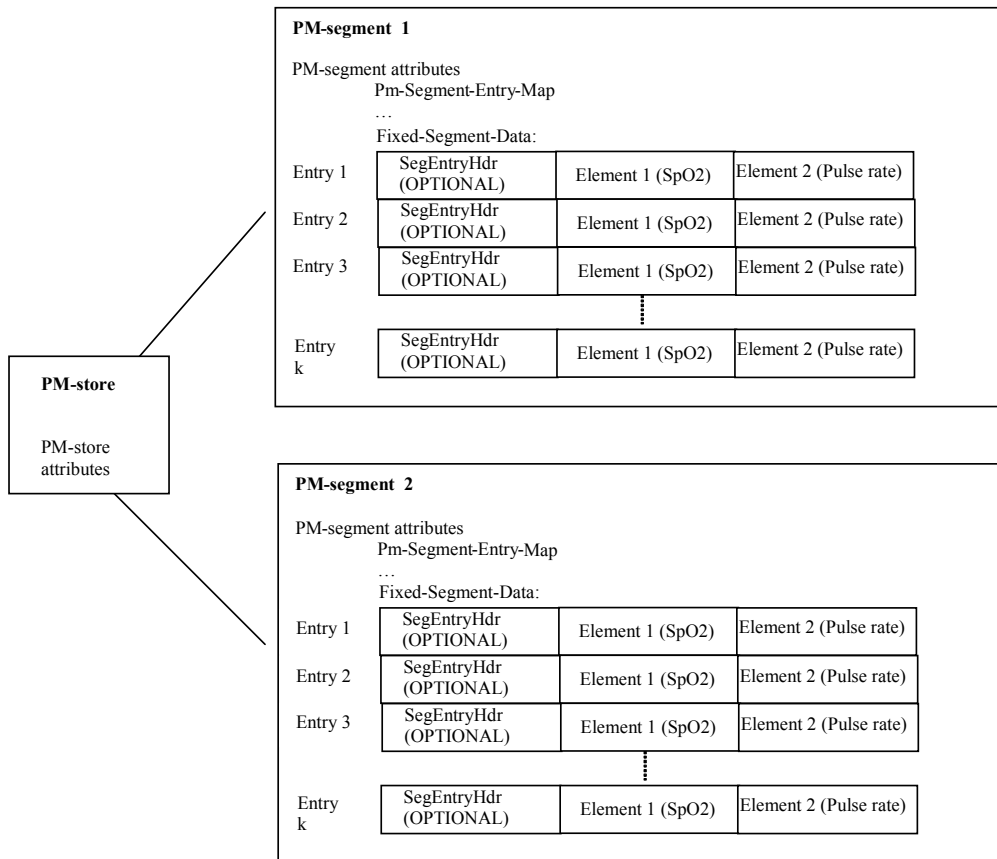 PM-segment 1
PM-segment attributes
Pm-Segment-Entry-Map
…
Fixed-Segment-Data:
Entry 1
SegEntryHdr
(OPTIONAL)
Element 1 (SpO2)
Element 2 (Pulse rate)
Entry 2
SegEntryHdr
(OPTIONAL)
Element 1 (SpO2)
Element 2 (Pulse rate)
Entry 3
SegEntryHdr
(OPTIONAL)
Element 1 (SpO2)
Element 2 (Pulse rate)
Entry
k
SegEntryHdr
(OPTIONAL)
Element 1 (SpO2)
Element 2 (Pulse rate)
PM-store
PM-store
attributes
PM-segment 2
PM-segment attributes
Pm-Segment-Entry-Map
…
Fixed-Segment-Data:
Entry 1
SegEntryHdr
(OPTIONAL)
Element 1 (SpO2)
Element 2 (Pulse rate)
Entry 2
SegEntryHdr
(OPTIONAL)
Element 1 (SpO2)
Element 2 (Pulse rate)
Entry 3
SegEntryHdr
(OPTIONAL)
Element 1 (SpO2)
Element 2 (Pulse rate)
Entry
k
SegEntryHdr
(OPTIONAL)
Element 1 (SpO2)
Element 2 (Pulse rate)